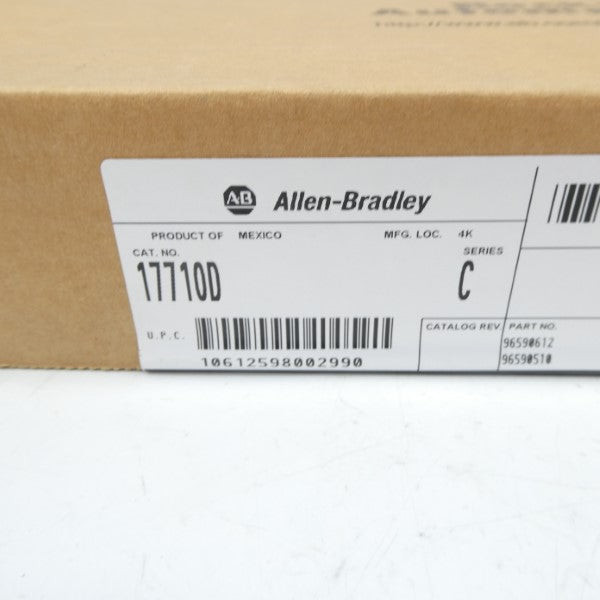 AB Allen-Bradley
PRODUCT OF MEXICO MFG. LOC. 4K
CAT. NO. SERIES
1771OD C
U.P.C.
10612598002990
CATALOG REV. PART NO.
96590612
96590510